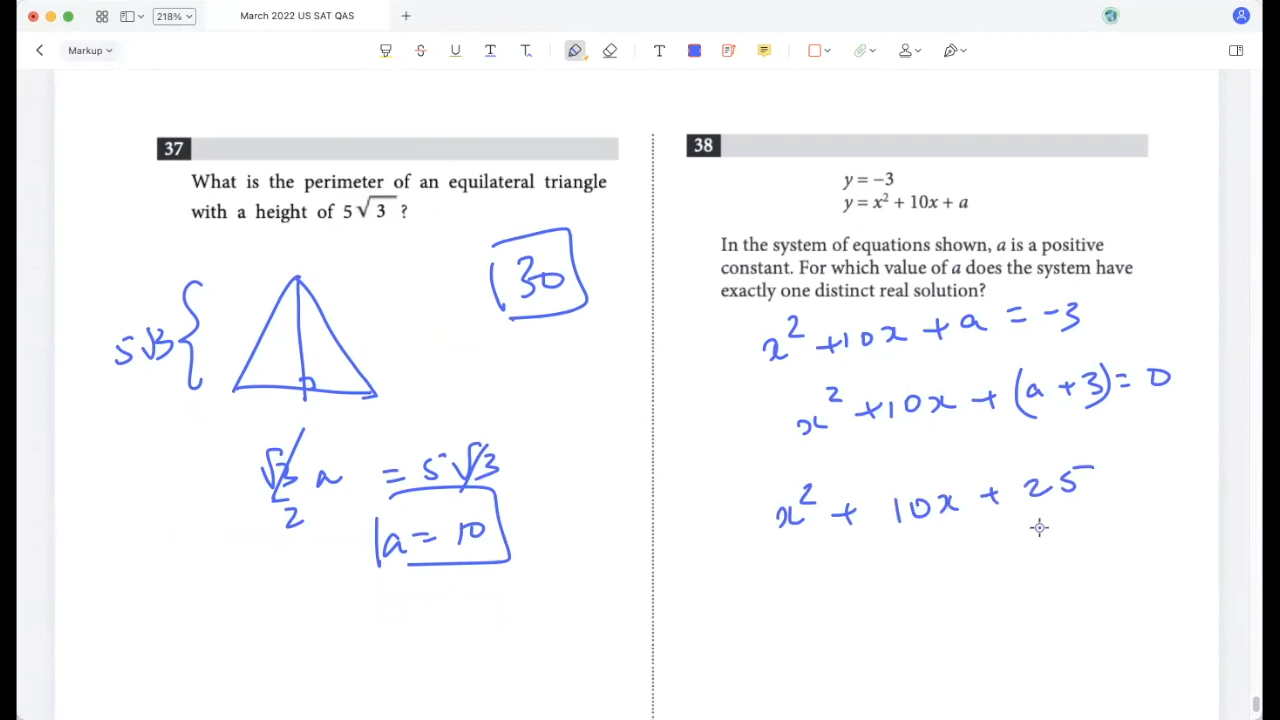 March 2022 US SAT QAS
218%
Markup
37
What is the perimeter of an equilateral triangle
with a height of 5√3 ?
30
5√3
√3/2 a = 5√3
a = 10
38
y = −3
y = x² + 10x + a
In the system of equations shown, a is a positive
constant. For which value of a does the system have
exactly one distinct real solution?
x² + 10x + a = -3
x² + 10x + (a + 3) = 0
x² + 10x + 25